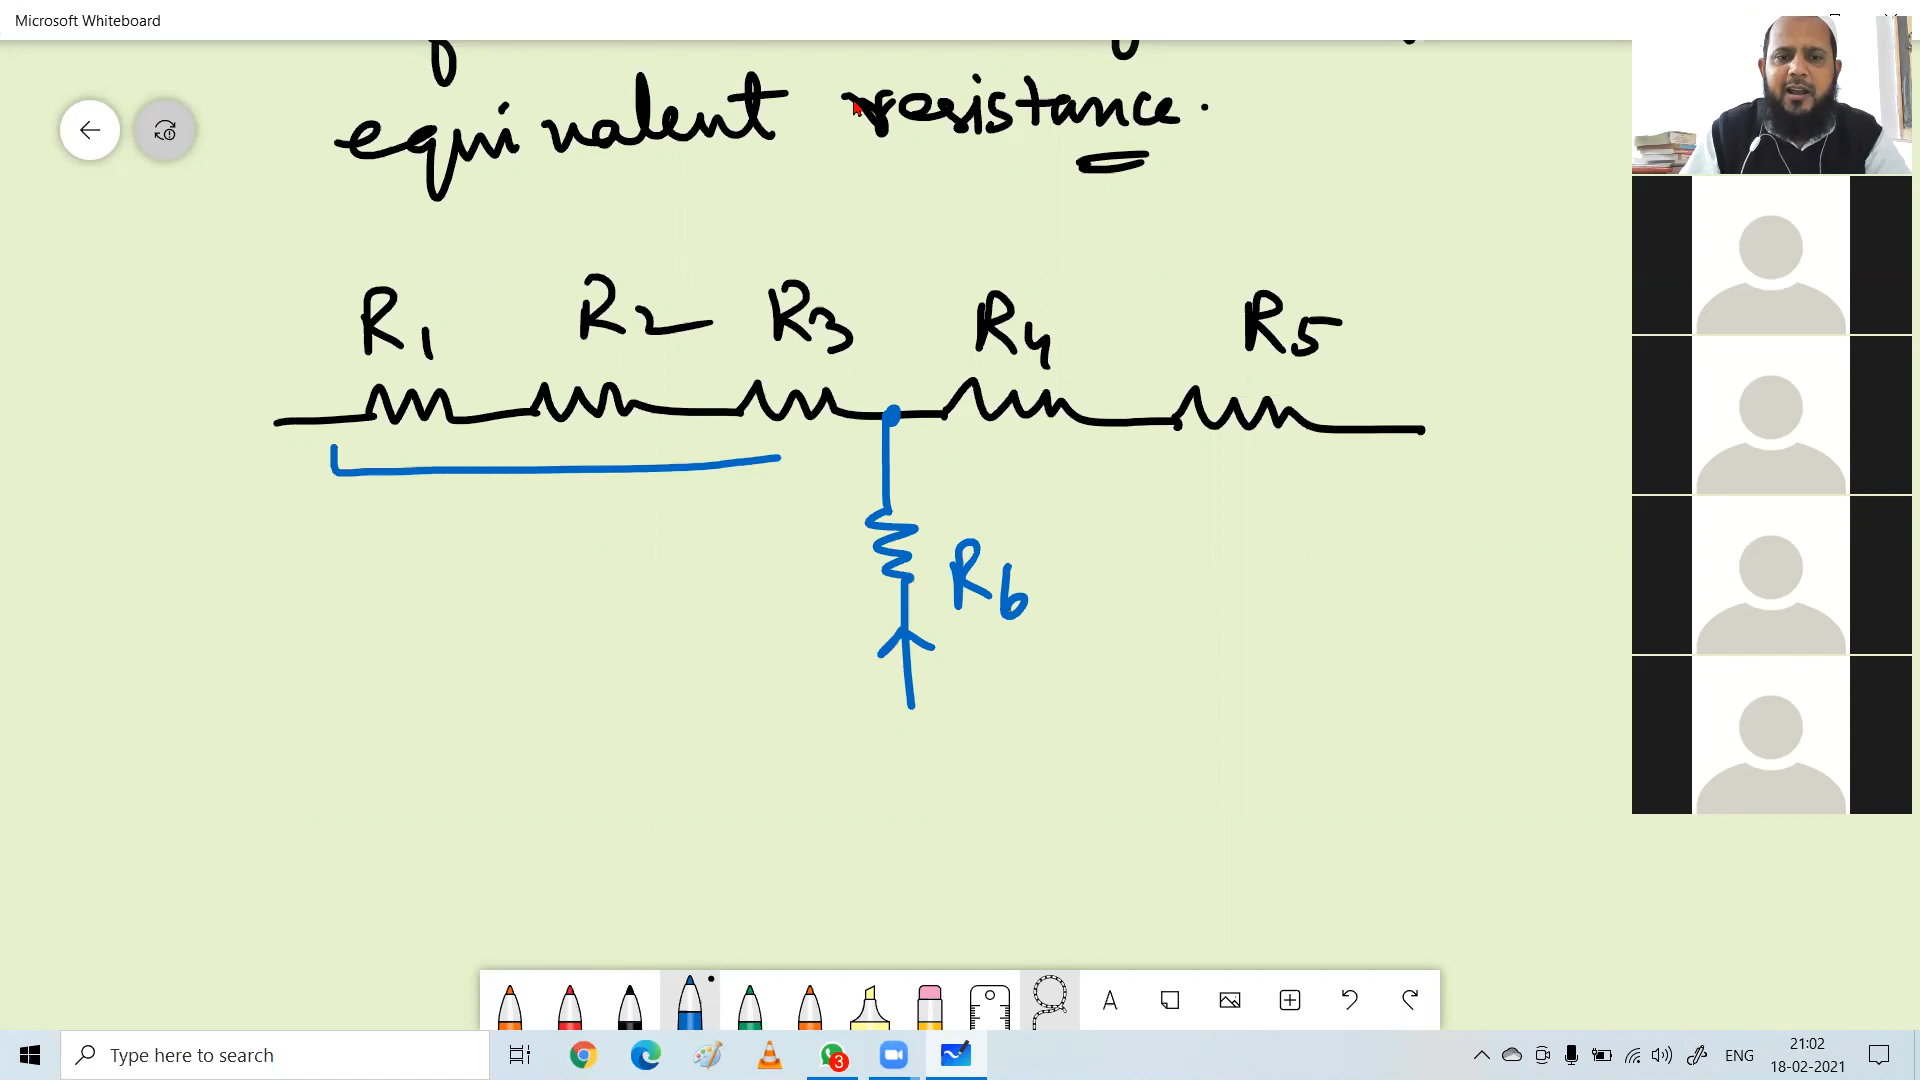 Microsoft Whiteboard
equivalent resistance.
R1 R2 R3 R4 R5
R6
A
Type here to search
3
ENG
21:02
18-02-2021